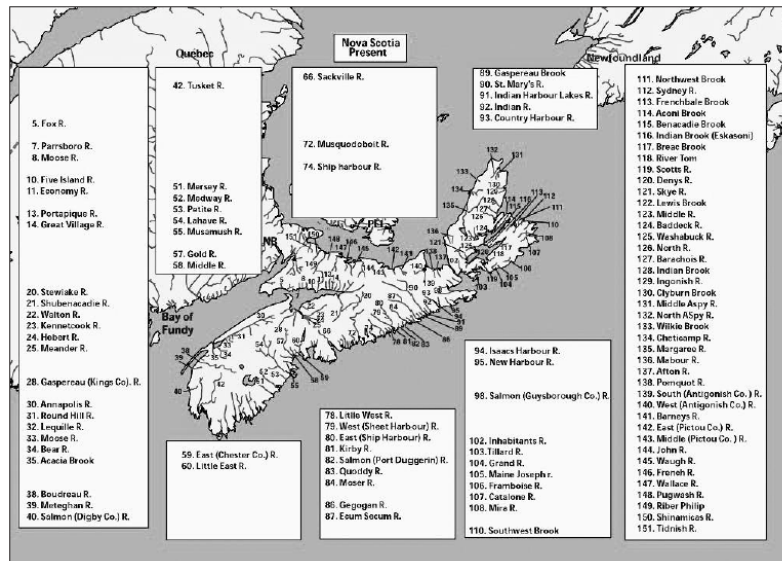 Québec
Nova Scotia
Present
Newfoundland
5. Fox R.
7. Parrsboro R.
8. Moose R.
10. Five Island R.
11. Economy R.
13. Portapique R.
14. Great Village R.
20. Stewiake R.
21. Shubenacadie R.
22. Walton R.
23. Kennetcook R.
24. Hebert R.
25. Meander R.
28. Gaspereau (Kings Co). R.
30. Annapolis R.
31. Round Hill R.
32. Lequille R.
33. Moose R.
34. Bear R.
35. Acacia Brook
38. Boudreau R.
39. Meteghan R.
40. Salmon (Digby Co.) R.
42. Tusket R.
51. Mersey R.
52. Modway R.
53. Petite R.
54. Lahave R.
55. Musamush R.
57. Gold R.
58. Middle R.
66. Sackville R.
72. Musquodoboit R.
74. Ship harbour R.
89. Gaspereau Brook
90. St. Mary's R.
91. Indian Harbour Lakes R.
92. Indian R.
93. Country Harbour R.
111. Northwest Brook
112. Sydney R.
113. Frenchbale Brook
114. Aconi Brook
115. Benacadie Brook
116. Indian Brook (Eskasoni)
117. Breac Brook
118. River Tom
119. Scotts R.
120. Denys R.
121. Skye R.
122. Lewis Brook
123. Middle R.
124. Baddeck R.
125. Washabuck R.
126. North R.
127. Barachois R.
128. Indian Brook
129. Ingonish R.
130. Clyburn Brook
131. Middle Aspy R.
132. North ASpy R.
133. Wilkie Brook
134. Cheticamp R.
135. Margaree R.
136. Mabour R.
137. Afton R.
138. Pomquot R.
139. South (Antigonish Co.) R.
140. West (Antigonish Co.) R.
141. Barneys R.
142. East (Pictou Co.) R.
143. Middle (Pictou Co.) R.
144. John R.
145. Waugh R.
146. French R.
147. Wallace R.
148. Pugwash R.
149. Riber Philip
150. Shinamicas R.
151. Tidnish R.
PEI
NB
Bay of
Fundy
59. East (Chester Co.) R.
60. Little East R.
78. Little West R.
79. West (Sheet Harbour) R.
80. East (Ship Harbour) R.
81. Kirby R.
82. Salmon (Port Duggerin) R.
83. Quoddy R.
84. Moser R.
86. Gegogan R.
87. Ecum Secum R.
94. Isaacs Harbour R.
95. New Harbour R.
98. Salmon (Guysborough Co.) R.
102. Inhabitants R.
103. Tillard R.
104. Grand R.
105. Maine Joseph r.
106. Framboise R.
107. Catalone R.
108. Mira R.
110. Southwest Brook